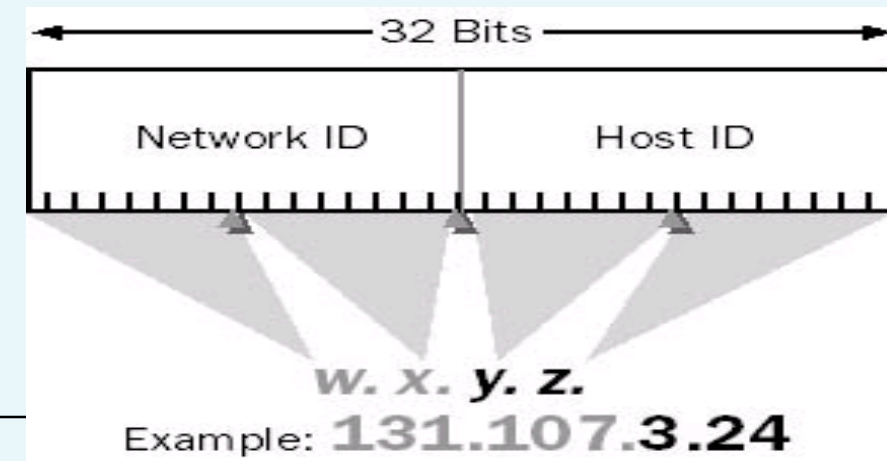 32 Bits
Network ID Host ID
w. x. y. z.
Example: 131.107.3.24